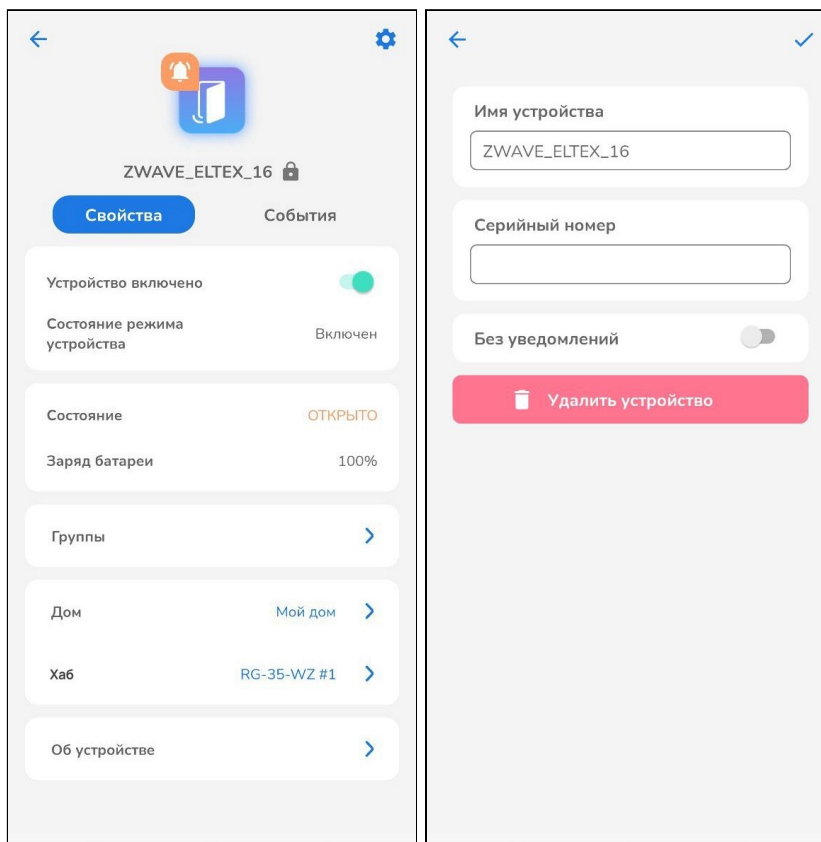 ZWAVE_ELTEX_16
Свойства
События
Устройство включено
Состояние режима
устройства
Включен
Состояние
ОТКРЫТО
Заряд батареи
100%
Группы
Дом
Мой дом
Хаб
RG-35-WZ #1
Об устройстве
Имя устройства
ZWAVE_ELTEX_16
Серийный номер
Без уведомлений
Удалить устройство